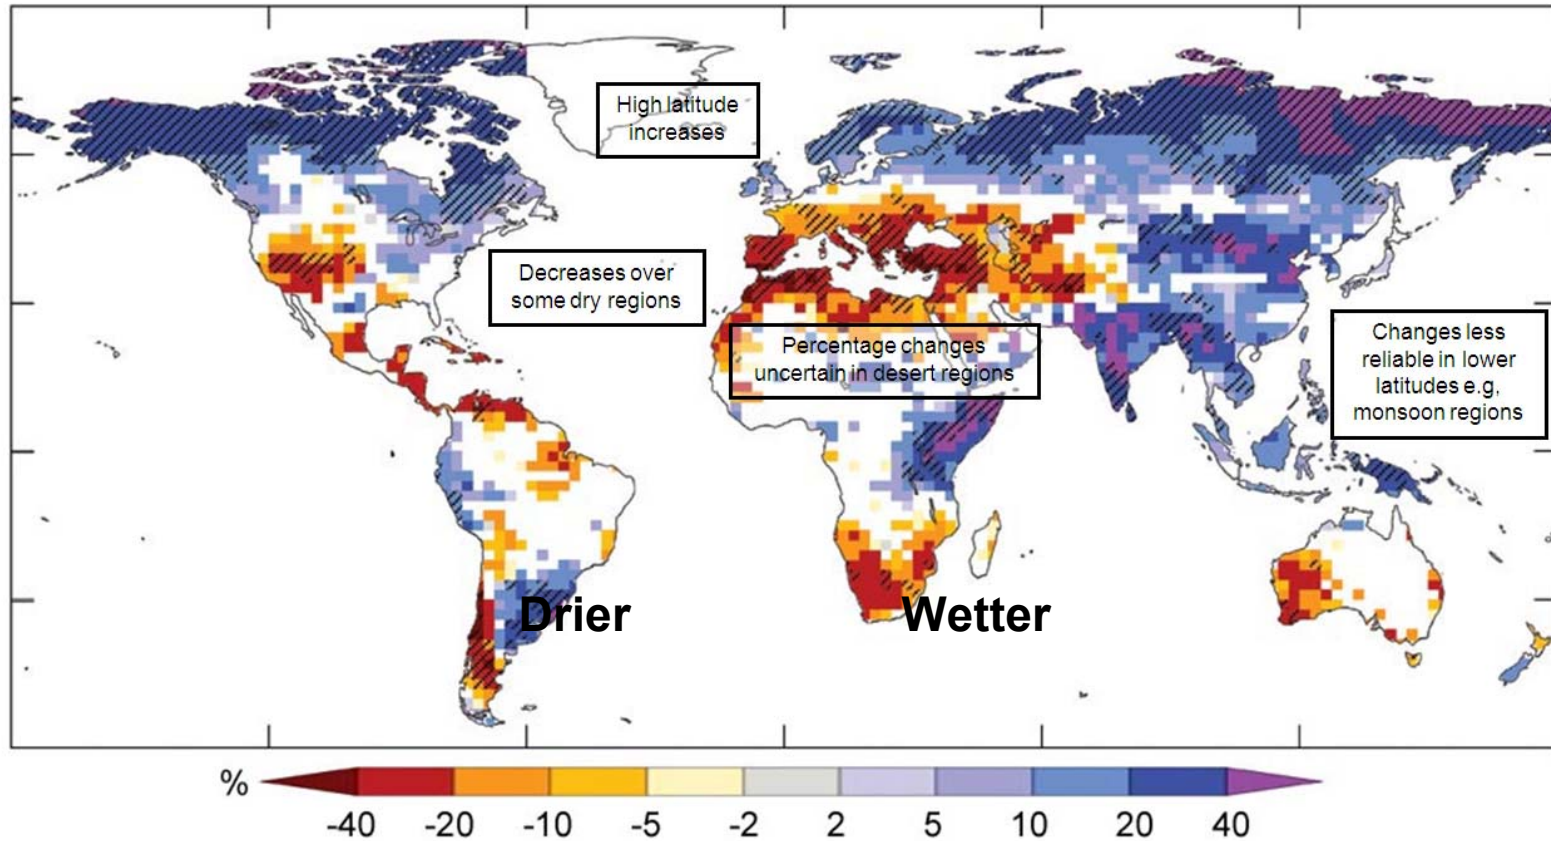 High latitude
increases
Decreases over
some dry regions
Percentage changes
uncertain in desert regions
Changes less
reliable in lower
latitudes e.g,
monsoon regions
Drier
Wetter
%
-40 -20 -10 -5 -2 2 5 10 20 40